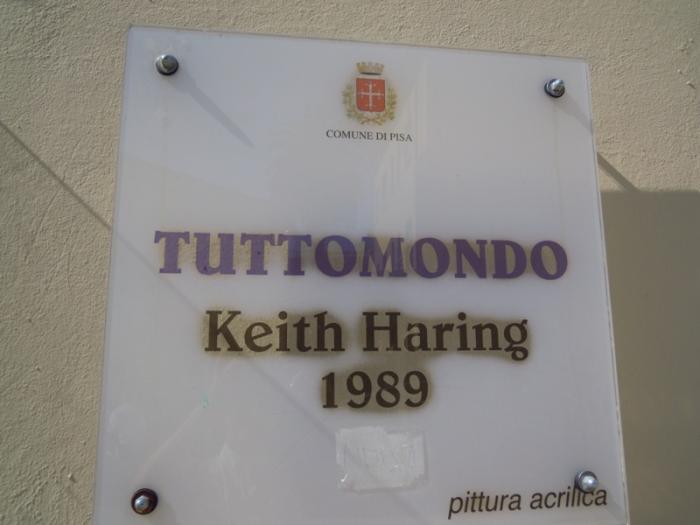 COMUNE DI PISA
TUTTOMONDO
Keith Haring
1989
pittura acrilica